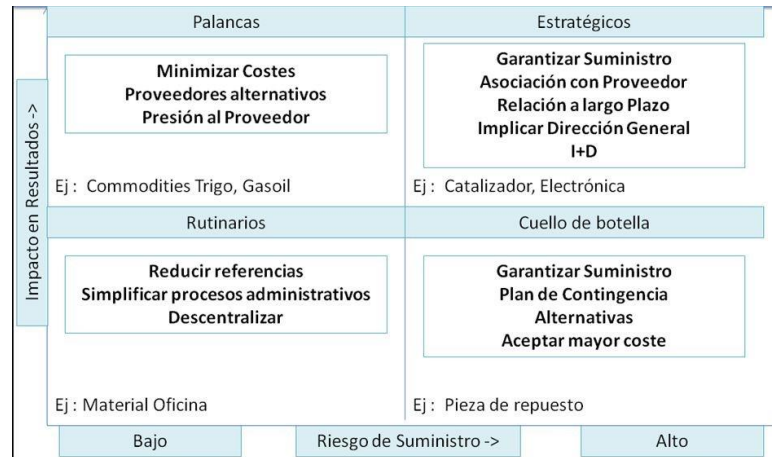 Palancas
Estratégicos
Minimizar Costes
Proveedores alternativos
Presión al Proveedor
Garantizar Suministro
Asociación con Proveedor
Relación a largo Plazo
Implicar Dirección General
I+D
Ej : Commodities Trigo, Gasoil
Ej : Catalizador, Electrónica
Impacto en Resultados ->
Rutinarios
Cuello de botella
Reducir referencias
Simplificar procesos administrativos
Descentralizar
Garantizar Suministro
Plan de Contingencia
Alternativas
Aceptar mayor coste
Ej : Material Oficina
Ej : Pieza de repuesto
Bajo
Riesgo de Suministro ->
Alto